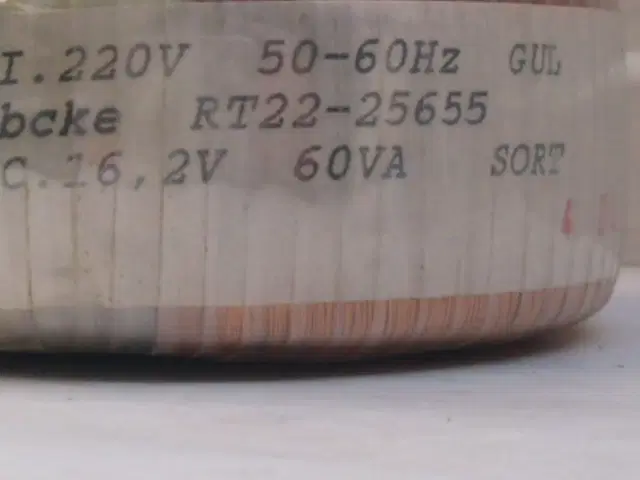 I.220V 50-60Hz GUL
bcke RT22-25655
C.16,2V 60VA SORT